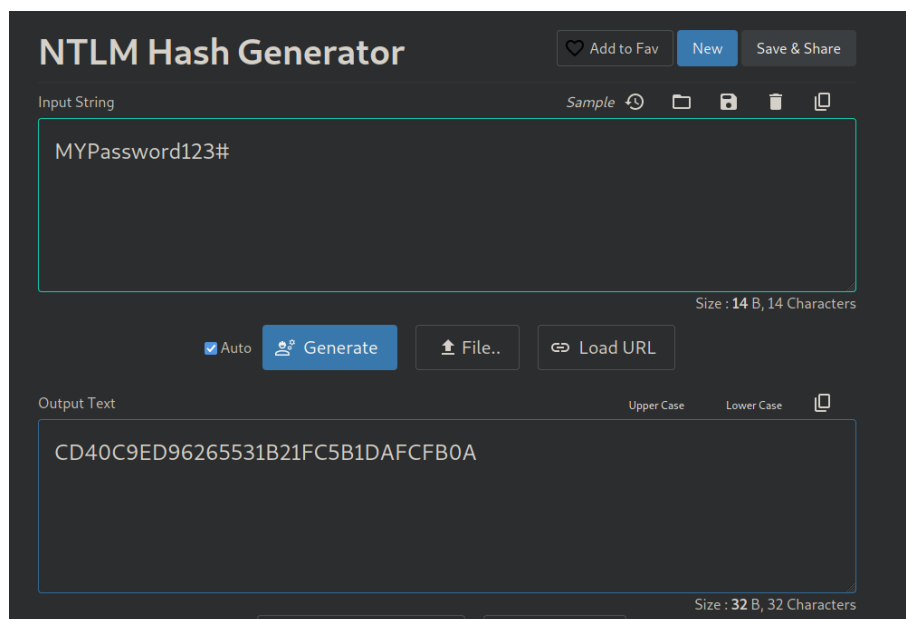 NTLM Hash Generator
Add to Fav
New
Save & Share
Input String
Sample
MYPassword123#
Size : 14 B, 14 Characters
Auto
Generate
File..
Load URL
Output Text
Upper Case
Lower Case
CD40C9ED96265531B21FC5B1DAFCFB0A
Size : 32 B, 32 Characters